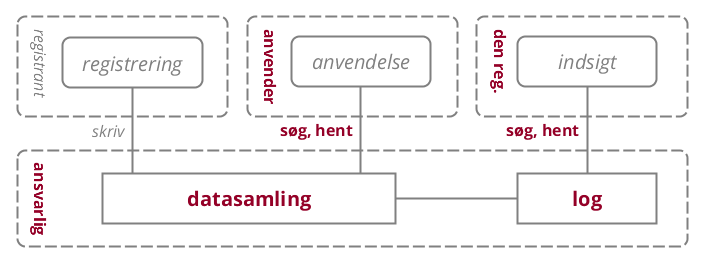 registrant
registrering
anvender
anvendelse
den reg.
indsigt
skriv
søg, hent
søg, hent
ansvarlig
datasamling
log